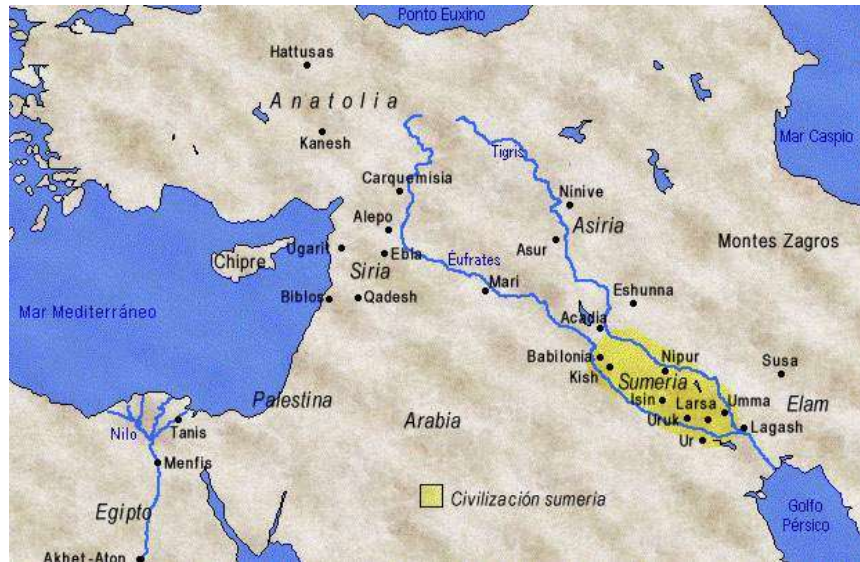 Ponto Euxino
Hattusas
Anatolia
Kanesh
Tigris
Mar Caspio
Carquemisia
Ninive
Alepo
Asiria
Asur
Montes Zagros
Ugarit
Ebla
Chipre
Siria
Éufrates
Mari
Eshunna
Biblos
Qadesh
Mar Mediterráneo
Acadia
Babilonia
Nipur
Susa
Kish
Sumeria
Palestina
Isin
Larsa
Umma
Elam
Arabia
Uruk
Lagash
Nilo
Tanis
Ur
Menfis
Civilización sumeria
Egipto
Golfo
Pérsico
Akhet-Aton